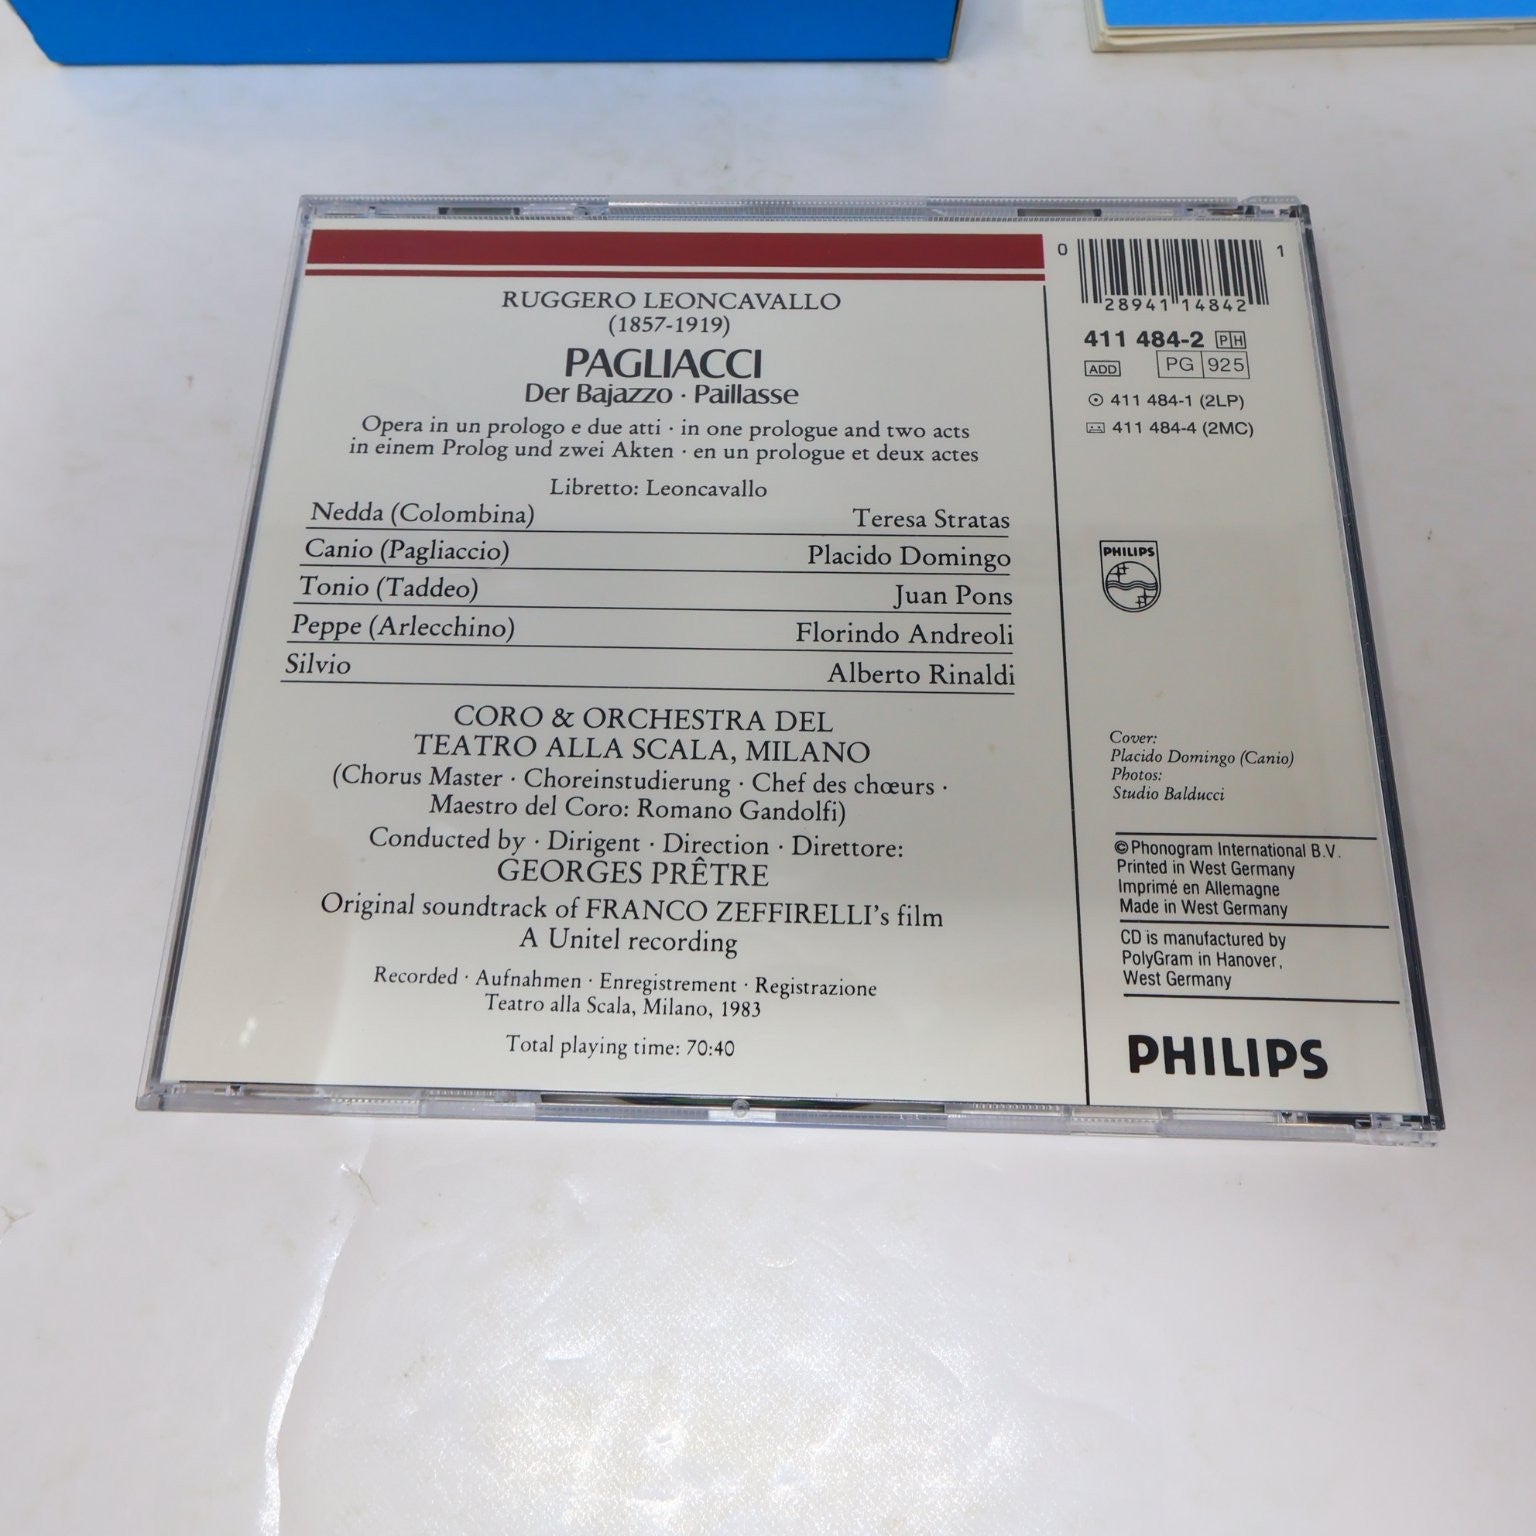 RUGGERO LEONCAVALLO
(1857-1919)
PAGLIACCI
Der Bajazzo · Paillasse
Opera in un prologo e due atti · in one prologue and two acts
in einem Prolog und zwei Akten · en un prologue et deux actes
Libretto: Leoncavallo
Nedda (Colombina) Teresa Stratas
Canio (Pagliaccio) Placido Domingo
Tonio (Taddeo) Juan Pons
Peppe (Arlecchino) Florindo Andreoli
Silvio Alberto Rinaldi
CORO & ORCHESTRA DEL
TEATRO ALLA SCALA, MILANO
(Chorus Master · Choreinstudierung · Chef des chœurs ·
Maestro del Coro: Romano Gandolfi)
Conducted by · Dirigent · Direction · Direttore:
GEORGES PRÊTRE
Original soundtrack of FRANCO ZEFFIRELLI's film
A Unitel recording
Recorded · Aufnahmen · Enregistrement · Registrazione
Teatro alla Scala, Milano, 1983
Total playing time: 70:40
0 28941 14842 1
411 484-2 PH
ADD PG 925
411 484-1 (2LP)
411 484-4 (2MC)
PHILIPS
Cover:
Placido Domingo (Canio)
Photos:
Studio Balducci
©Phonogram International B.V.
Printed in West Germany
Imprimé en Allemagne
Made in West Germany
CD is manufactured by
PolyGram in Hanover,
West Germany
PHILIPS